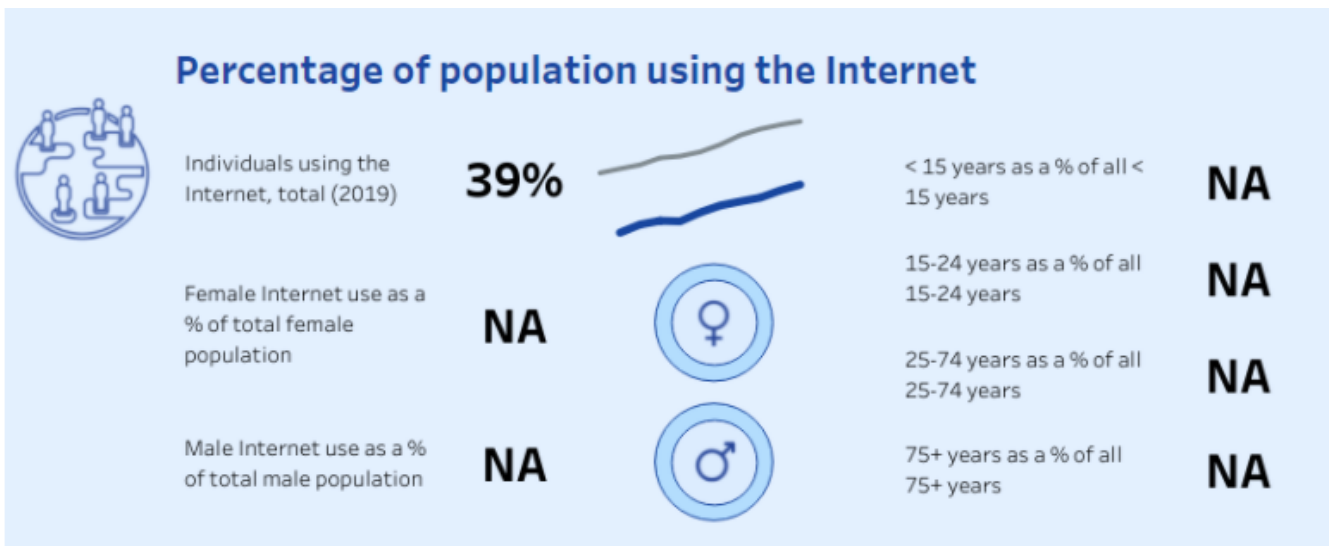 Percentage of population using the Internet
Individuals using the
Internet, total (2019)
39%
Female Internet use as a
% of total female
population
NA
Male Internet use as a %
of total male population
NA
< 15 years as a % of all <
15 years
NA
15-24 years as a % of all
15-24 years
NA
25-74 years as a % of all
25-74 years
NA
75+ years as a % of all
75+ years
NA